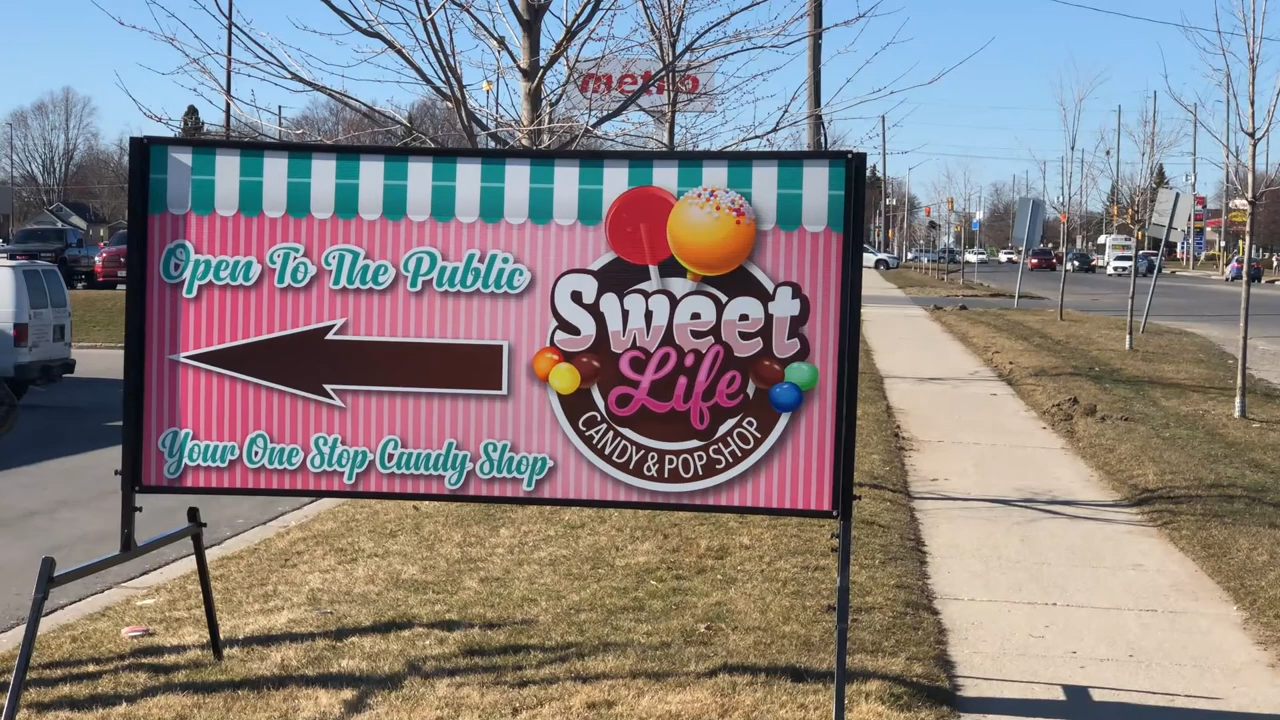 metro
Open To The Public
Sweet
Life
CANDY & POP SHOP
Your One Stop Candy Shop